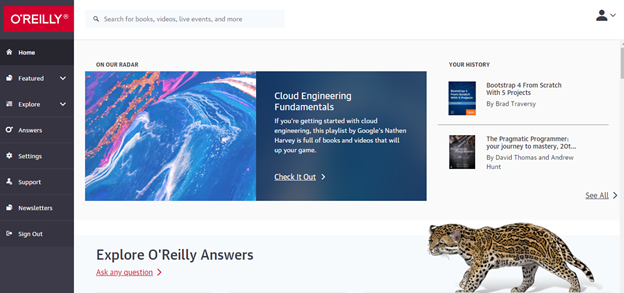 O'REILLY®
Search for books, videos, live events, and more
Home
Featured
Explore
Answers
Settings
Support
Newsletters
Sign Out
ON OUR RADAR
Cloud Engineering
Fundamentals
If you're getting started with cloud
engineering, this playlist by Google's Nathen
Harvey is full of books and videos that will
up your game.
Check It Out
YOUR HISTORY
Bootstrap 4 From Scratch
With 5 Projects
By Brad Traversy
The Pragmatic Programmer:
your journey to mastery, 20t...
By David Thomas and Andrew
Hunt
See All
Explore O'Reilly Answers
Ask any question